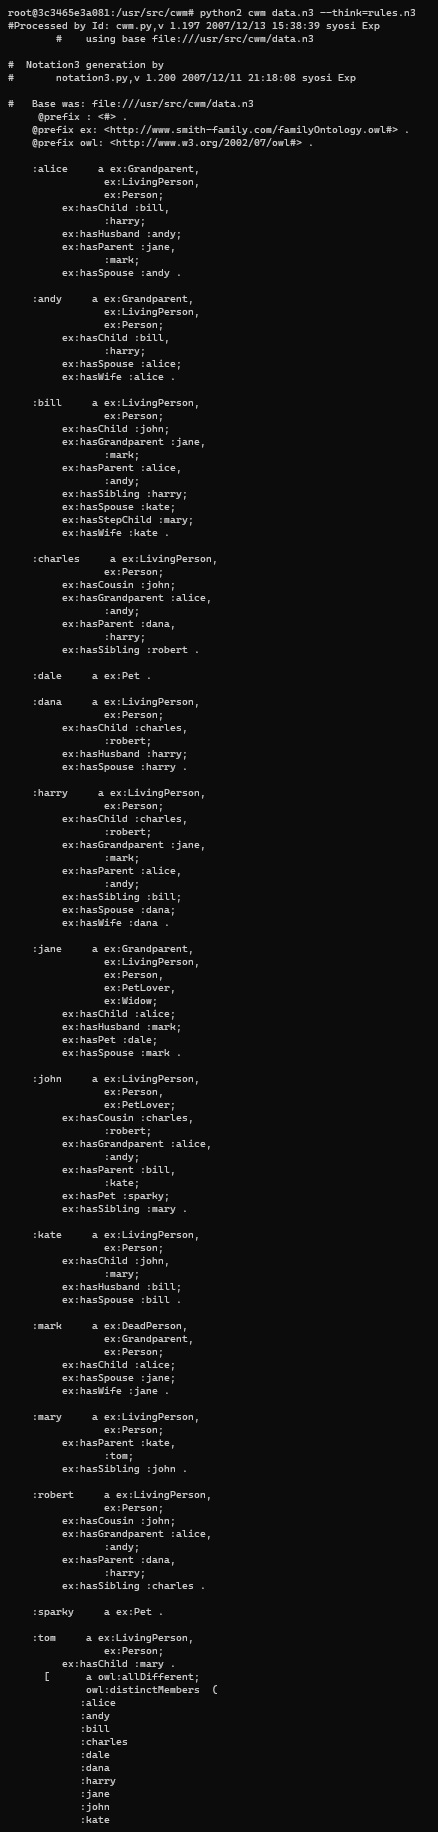 root@3c3465e3a081:/usr/src/cwm# python2 cwm data.n3 --think=rules.n3
#Processed by Id: cwm.py,v 1.197 2007/12/13 15:38:39 syosi Exp
        #    using base file:///usr/src/cwm/data.n3

#  Notation3 generation by
#       notation3.py,v 1.200 2007/12/11 21:18:08 syosi Exp

#   Base was: file:///usr/src/cwm/data.n3
     @prefix : <#> .
    @prefix ex: <http://www.smith-family.com/familyOntology.owl#> .
    @prefix owl: <http://www.w3.org/2002/07/owl#> .

    :alice     a ex:Grandparent,
                ex:LivingPerson,
                ex:Person;
         ex:hasChild :bill,
                :harry;
         ex:hasHusband :andy;
         ex:hasParent :jane,
                :mark;
         ex:hasSpouse :andy .

    :andy     a ex:Grandparent,
                ex:LivingPerson,
                ex:Person;
         ex:hasChild :bill,
                :harry;
         ex:hasSpouse :alice;
         ex:hasWife :alice .

    :bill     a ex:LivingPerson,
                ex:Person;
         ex:hasChild :john;
         ex:hasGrandparent :jane,
                :mark;
         ex:hasParent :alice,
                :andy;
         ex:hasSibling :harry;
         ex:hasSpouse :kate;
         ex:hasStepChild :mary;
         ex:hasWife :kate .

    :charles     a ex:LivingPerson,
                ex:Person;
         ex:hasCousin :john;
         ex:hasGrandparent :alice,
                :andy;
         ex:hasParent :dana,
                :harry;
         ex:hasSibling :robert .

    :dale     a ex:Pet .

    :dana     a ex:LivingPerson,
                ex:Person;
         ex:hasChild :charles,
                :robert;
         ex:hasHusband :harry;
         ex:hasSpouse :harry .

    :harry     a ex:LivingPerson,
                ex:Person;
         ex:hasChild :charles,
                :robert;
         ex:hasGrandparent :jane,
                :mark;
         ex:hasParent :alice,
                :andy;
         ex:hasSibling :bill;
         ex:hasSpouse :dana;
         ex:hasWife :dana .

    :jane     a ex:Grandparent,
                ex:LivingPerson,
                ex:Person,
                ex:PetLover,
                ex:Widow;
         ex:hasChild :alice;
         ex:hasHusband :mark;
         ex:hasPet :dale;
         ex:hasSpouse :mark .

    :john     a ex:LivingPerson,
                ex:Person,
                ex:PetLover;
         ex:hasCousin :charles,
                :robert;
         ex:hasGrandparent :alice,
                :andy;
         ex:hasParent :bill,
                :kate;
         ex:hasPet :sparky;
         ex:hasSibling :mary .

    :kate     a ex:LivingPerson,
                ex:Person;
         ex:hasChild :john,
                :mary;
         ex:hasHusband :bill;
         ex:hasSpouse :bill .

    :mark     a ex:DeadPerson,
                ex:Grandparent,
                ex:Person;
         ex:hasChild :alice;
         ex:hasSpouse :jane;
         ex:hasWife :jane .

    :mary     a ex:LivingPerson,
                ex:Person;
         ex:hasParent :kate,
                :tom;
         ex:hasSibling :john .

    :robert     a ex:LivingPerson,
                ex:Person;
         ex:hasCousin :john;
         ex:hasGrandparent :alice,
                :andy;
         ex:hasParent :dana,
                :harry;
         ex:hasSibling :charles .

    :sparky     a ex:Pet .

    :tom     a ex:LivingPerson,
                ex:Person;
         ex:hasChild :mary .
      [      a owl:allDifferent;
             owl:distinctMembers  (
            :alice
            :andy
            :bill
            :charles
            :dale
            :dana
            :harry
            :jane
            :john
            :kate